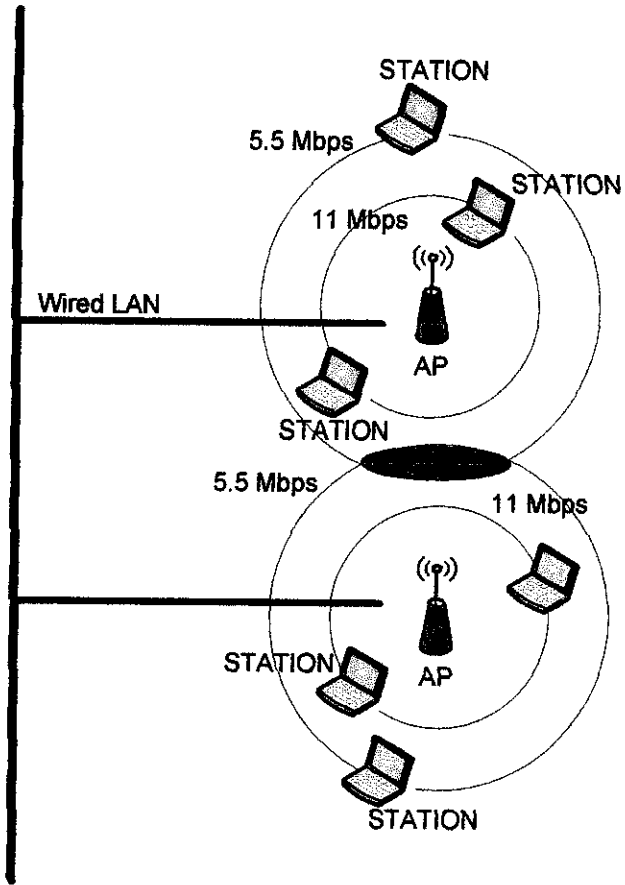 STATION
5.5 Mbps
STATION
11 Mbps
Wired LAN
AP
STATION
5.5 Mbps
11 Mbps
STATION
AP
STATION